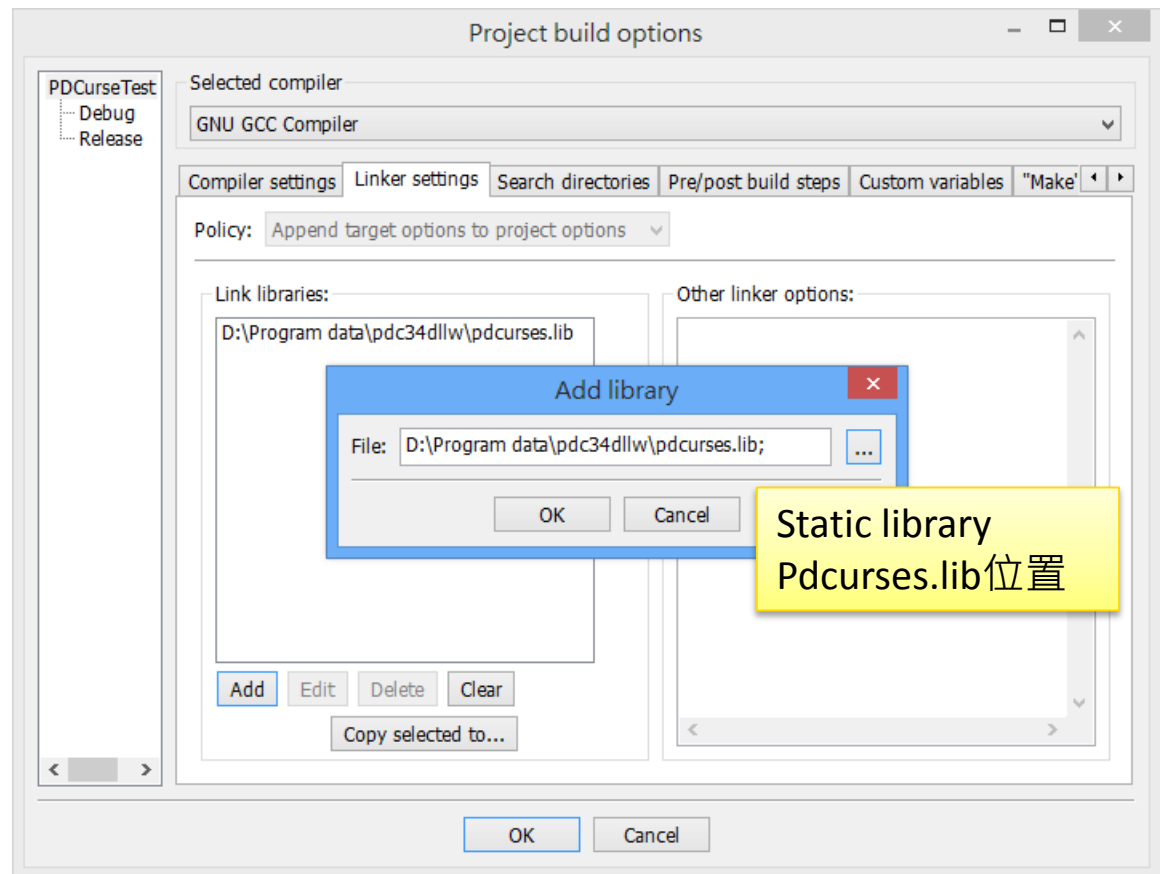 Project build options
PDCurseTest
Debug
Release
Selected compiler
GNU GCC Compiler
Compiler settings Linker settings Search directories Pre/post build steps Custom variables "Make"
Policy: Append target options to project options
Link libraries:
D:\Program data\pdc34dllw\pdcurses.lib
Other linker options:
Add library
File: D:\Program data\pdc34dllw\pdcurses.lib; ...
OK Cancel
Static library
Pdcurses.lib位置
Add Edit Delete Clear
Copy selected to...
OK Cancel